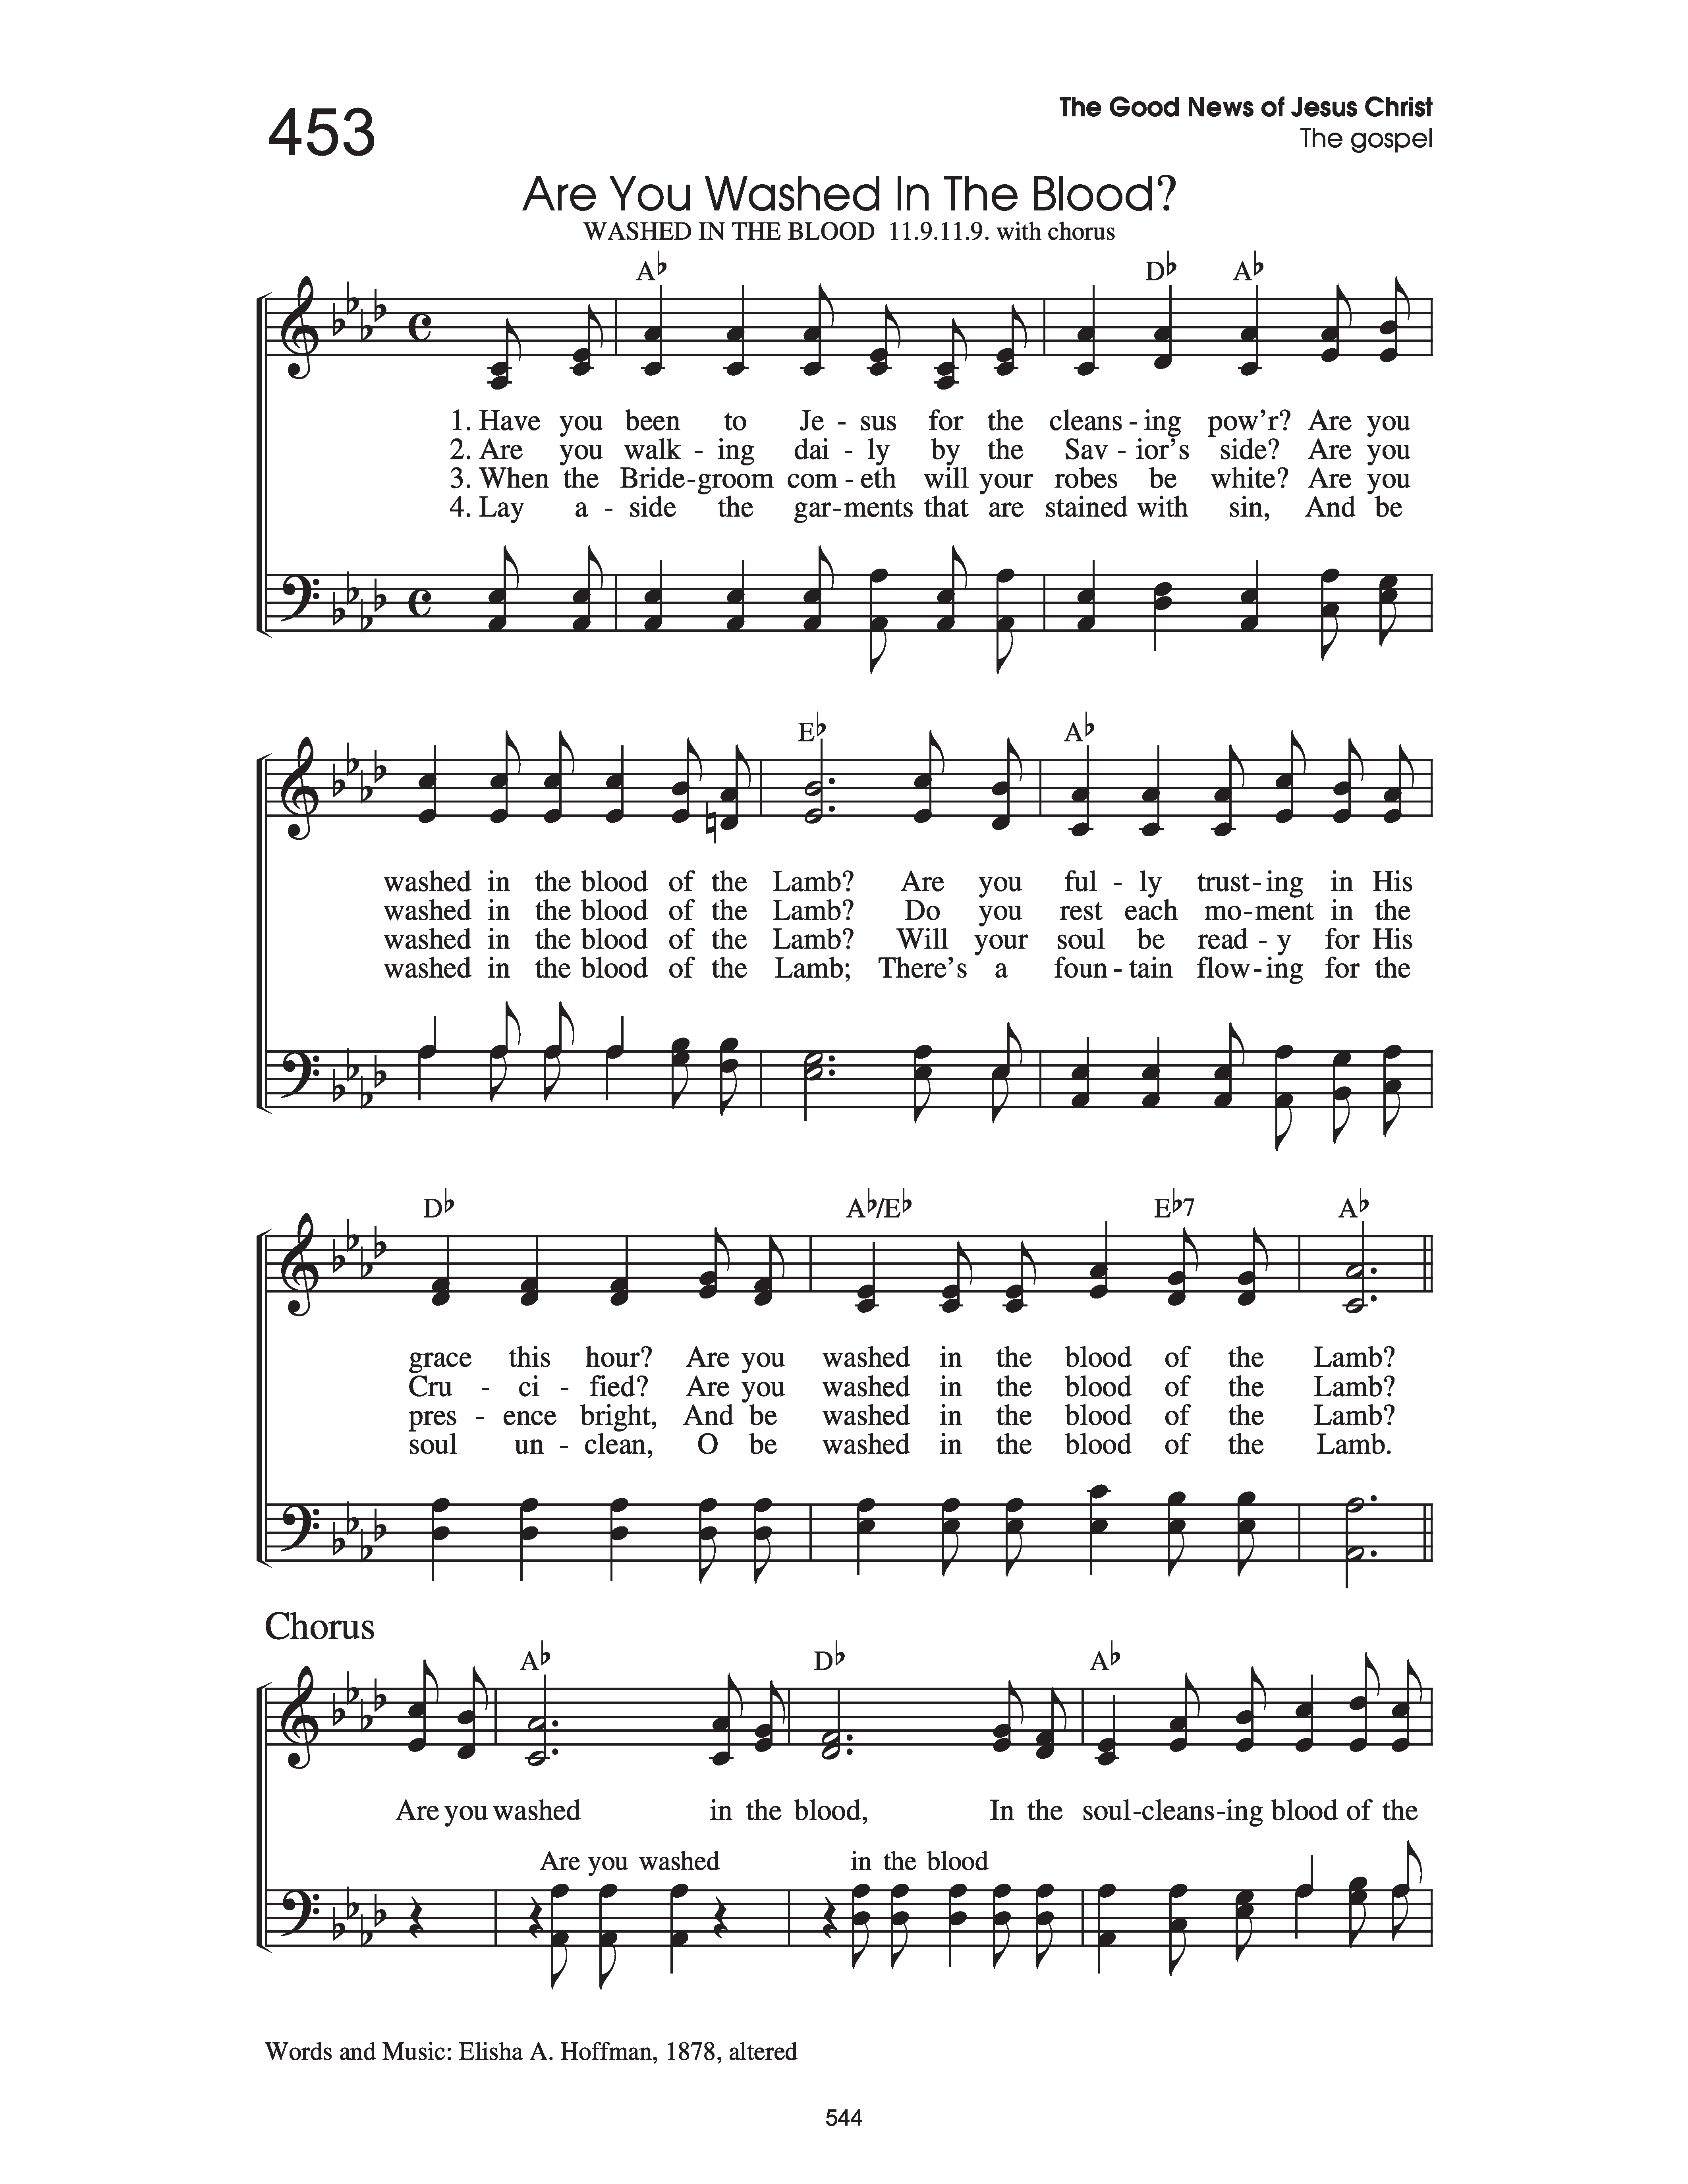 453
The Good News of Jesus Christ
The gospel
Are You Washed In The Blood?
WASHED IN THE BLOOD 11.9.11.9. with chorus
A♭ D♭ A♭
1. Have you been to Je - sus for the cleans - ing pow'r? Are you
2. Are you walk - ing dai - ly by the Sav - ior's side? Are you
3. When the Bride - groom com - eth will your robes be white? Are you
4. Lay a - side the gar - ments that are stained with sin, And be
E♭ A♭
washed in the blood of the Lamb? Are you ful - ly trust - ing in His
washed in the blood of the Lamb? Do you rest each mo - ment in the
washed in the blood of the Lamb? Will your soul be read - y for His
washed in the blood of the Lamb; There's a foun - tain flow - ing for the
D♭ A♭/E♭ E♭7 A♭
grace this hour? Are you washed in the blood of the Lamb?
Cru - ci - fied? Are you washed in the blood of the Lamb?
pres - ence bright, And be washed in the blood of the Lamb?
soul un - clean, O be washed in the blood of the Lamb.
Chorus
A♭ D♭ A♭
Are you washed in the blood, In the soul - cleans - ing blood of the
Are you washed in the blood
Words and Music: Elisha A. Hoffman, 1878, altered
544